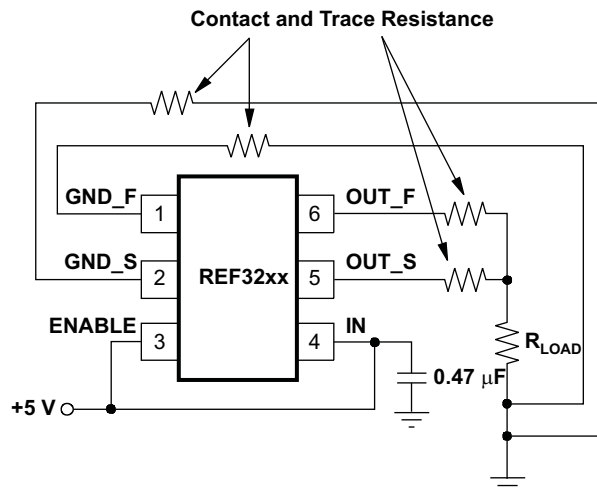 Contact and Trace Resistance
GND_F
1
6
OUT_F
GND_S
2
REF32xx
5
OUT_S
ENABLE
3
4
IN
R_LOAD
0.47 μF
+5 V